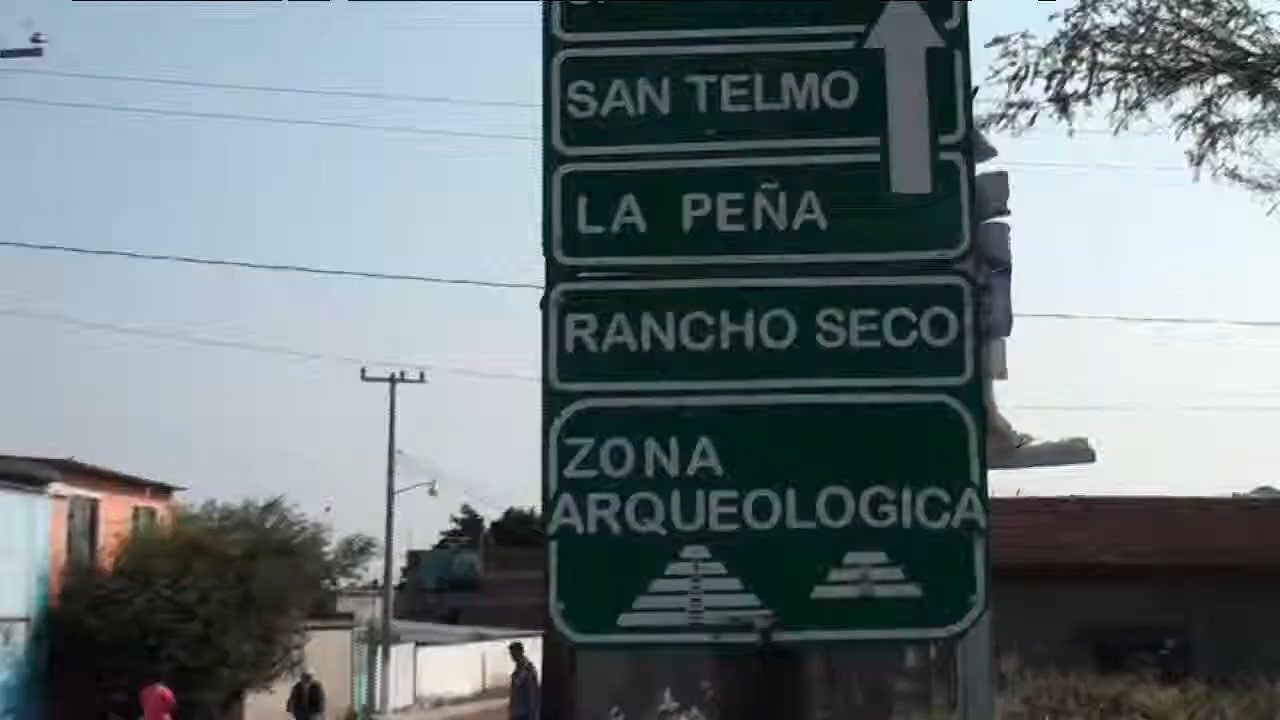 SAN TELMO
LA PEÑA
RANCHO SECO
ZONA
ARQUEOLOGICA